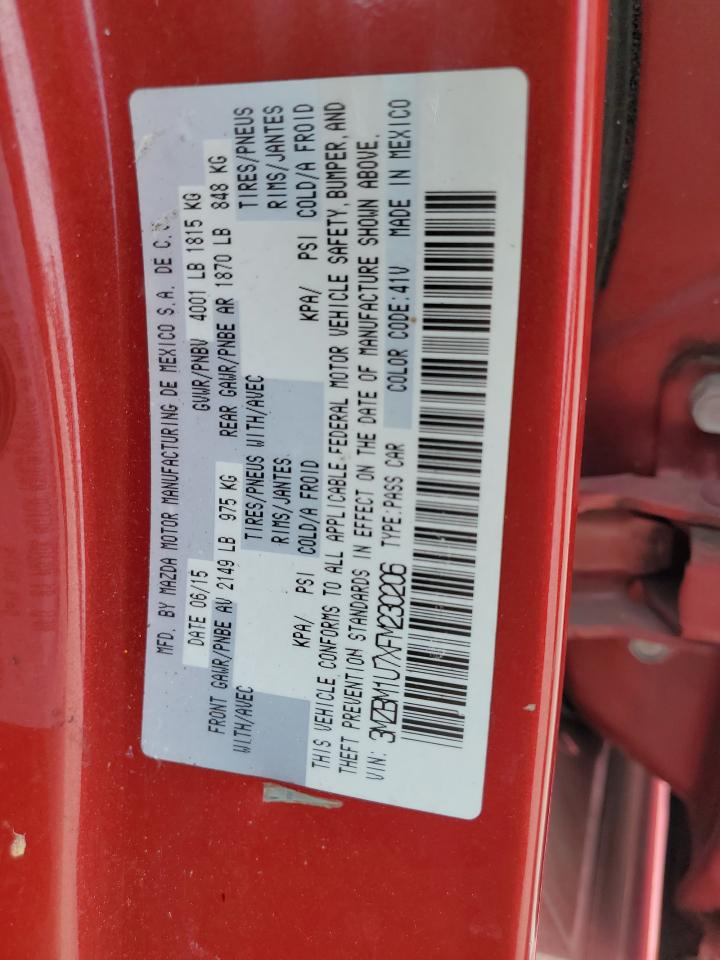 MFD. BY MAZDA MOTOR MANUFACTURING DE MEXICO S.A. DE C.
DATE 06/15 GVWR/PNBV 4001 LB 1815 KG
FRONT GAWR/PNBE AV 2149 LB 975 KG REAR GAWR/PNBE AR 1870 LB 848 KG
WITH/AVEC TIRES/PNEUS WITH/AVEC TIRES/PNEUS
RIMS/JANTES RIMS/JANTES
KPA/ PSI COLD/A FROID KPA/ PSI COLD/A FROID
THIS VEHICLE CONFORMS TO ALL APPLICABLE FEDERAL MOTOR VEHICLE SAFETY, BUMPER, AND
THEFT PREVENTION STANDARDS IN EFFECT ON THE DATE OF MANUFACTURE SHOWN ABOVE.
VIN: 3MZBM1U7XFM230206 TYPE:PASS CAR COLOR CODE:41V MADE IN MEXICO